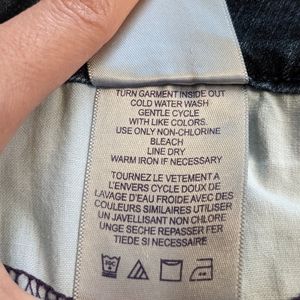 TURN GARMENT INSIDE OUT
COLD WATER WASH
GENTLE CYCLE
WITH LIKE COLORS.
USE ONLY NON-CHLORINE
BLEACH
LINE DRY
WARM IRON IF NECESSARY
TOURNEZ LE VETEMENT A
L'ENVERS CYCLE DOUX DE
LAVAGE D'EAU FROIDE AVEC DES
COULEURS SIMILAIRES UTILISER
UN JAVELLISANT NON CHLORE
UNGE SECHE REPASSER FER
TIEDE SI NECESSAIRE